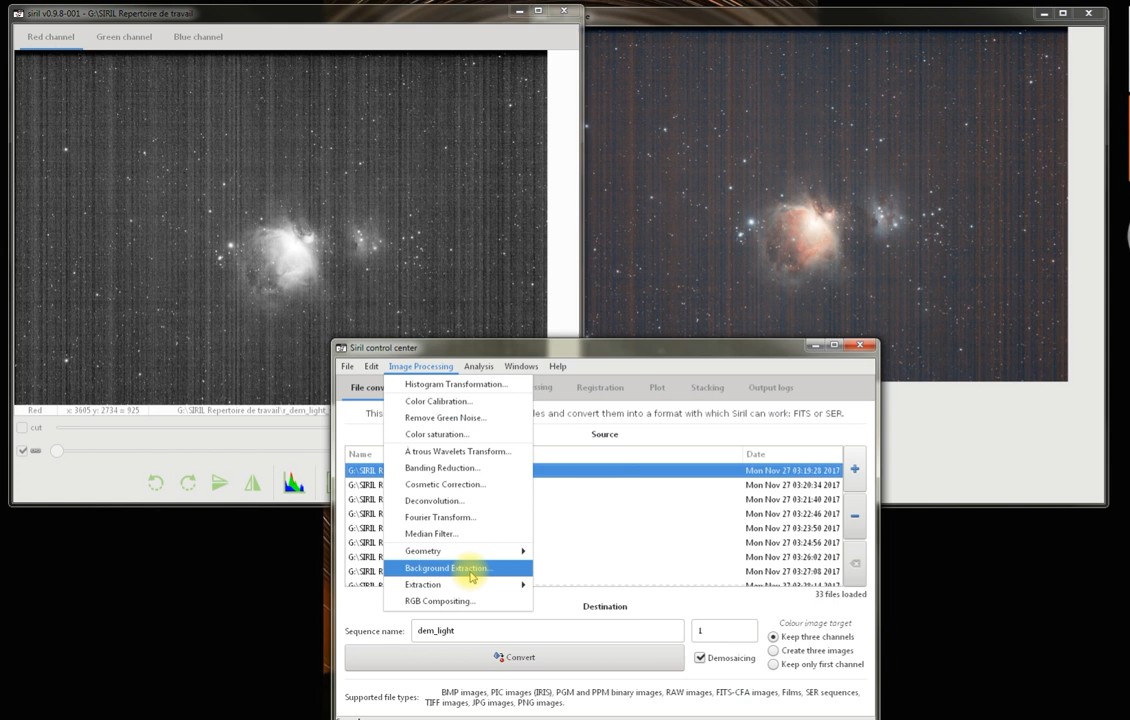 siril v0.9.8-001 - G:\SIRIL Repertoire de travail
Red channel Green channel Blue channel
Red x: 3605 y: 2734 = 925 G:\SIRIL Repertoire de travail\r_dem_light_
cut
Siril control center
File Edit Image Processing Analysis Windows Help
Registration Plot Stacking Output logs
Histogram Transformation...
Color Calibration...
Remove Green Noise...
Color saturation...
À trous Wavelets Transform...
Banding Reduction...
Cosmetic Correction...
Deconvolution...
Fourier Transform...
Median Filter...
Geometry
Background Extraction...
Extraction
RGB Compositing...
and convert them into a format with which Siril can work: FITS or SER.
Source
Name Date
G:\SIRIL Mon Nov 27 03:19:28 2017
G:\SIRIL Mon Nov 27 03:20:34 2017
G:\SIRIL Mon Nov 27 03:21:40 2017
G:\SIRIL Mon Nov 27 03:22:46 2017
G:\SIRIL Mon Nov 27 03:23:50 2017
G:\SIRIL Mon Nov 27 03:24:56 2017
G:\SIRIL Mon Nov 27 03:26:02 2017
G:\SIRIL Mon Nov 27 03:27:08 2017
33 files loaded
Destination
Sequence name: dem_light 1
Colour image target
Keep three channels
Create three images
Keep only first channel
Convert
Demosaicing
Supported file types: BMP images, PIC images (IRIS), PGM and PPM binary images, RAW images, FITS-CFA images, Films, SER sequences,
TIFF images, JPG images, PNG images.